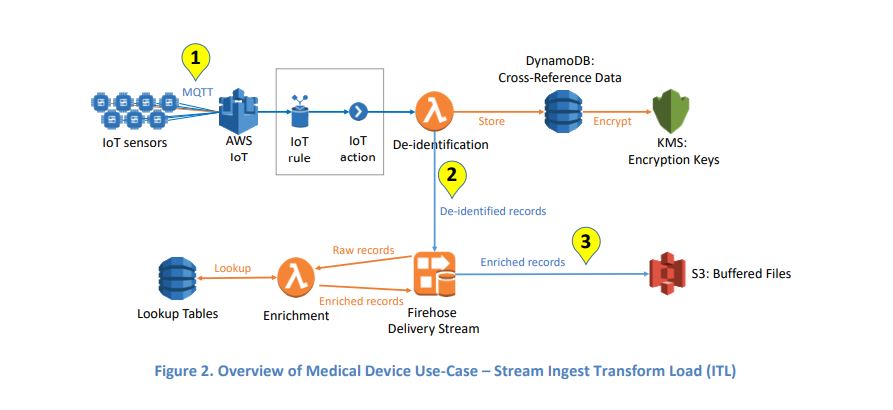 1
MQTT
IoT sensors
AWS
IoT
IoT
rule
IoT
action
De-identification
Store
DynamoDB:
Cross-Reference Data
Encrypt
KMS:
Encryption Keys
2
De-identified records
3
Lookup Tables
Lookup
Enrichment
Raw records
Enriched records
Firehose
Delivery Stream
Enriched records
S3: Buffered Files
Figure 2. Overview of Medical Device Use-Case – Stream Ingest Transform Load (ITL)